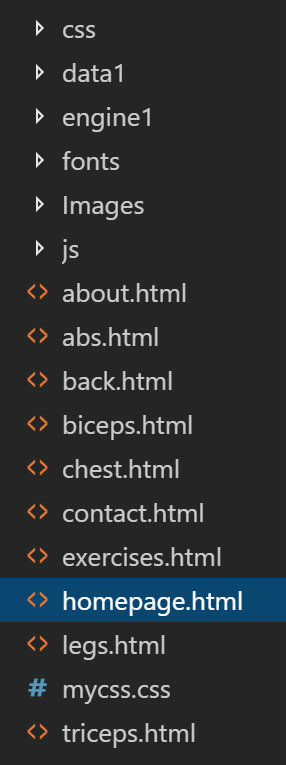 css
data1
engine1
fonts
Images
js
about.html
abs.html
back.html
biceps.html
chest.html
contact.html
exercises.html
homepage.html
legs.html
mycss.css
triceps.html